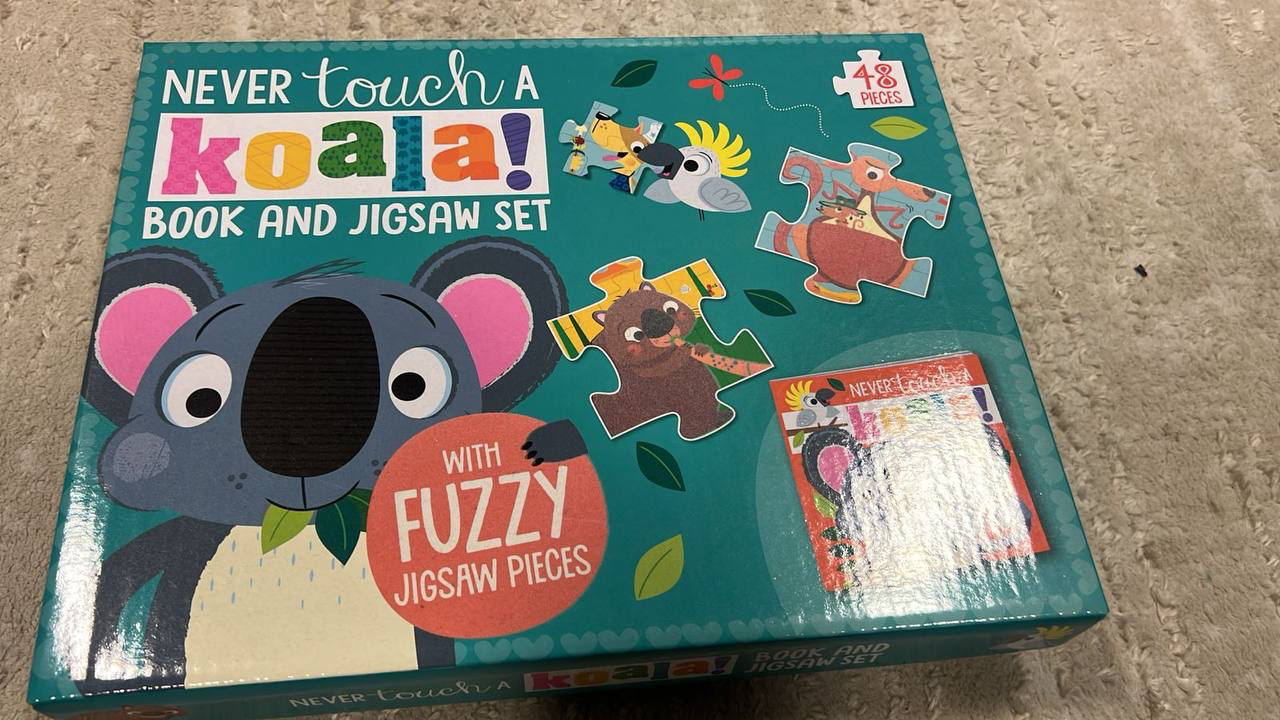 NEVER touch A
koala!
BOOK AND JIGSAW SET
48
PIECES
WITH
FUZZY
JIGSAW PIECES
NEVER touch A
NEVER touch A koala! BOOK AND
JIGSAW SET